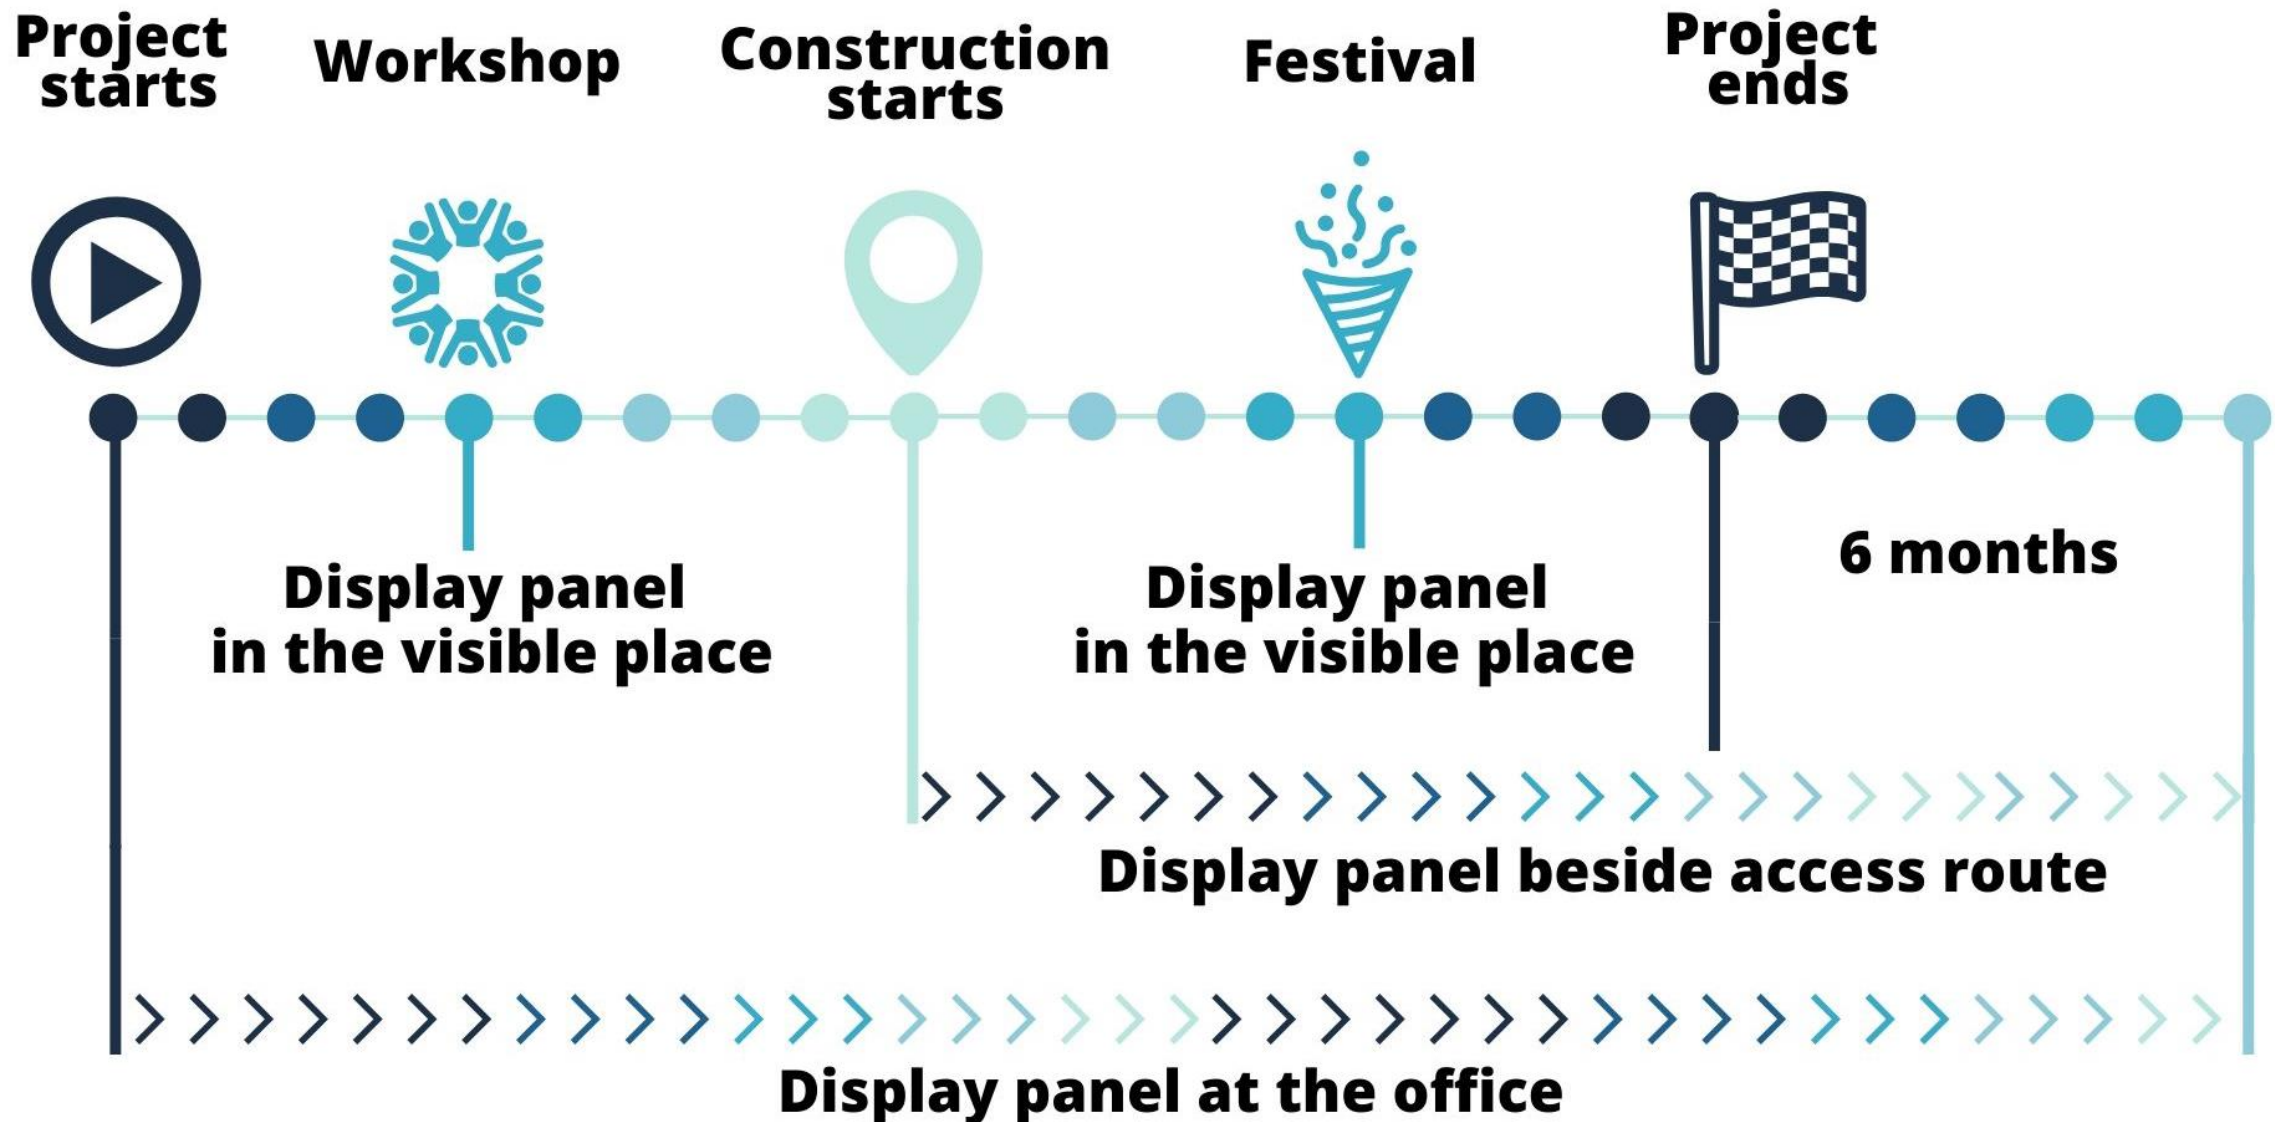 Project
starts
Workshop
Construction
starts
Festival
Project
ends
Display panel
in the visible place
Display panel
in the visible place
6 months
Display panel beside access route
Display panel at the office